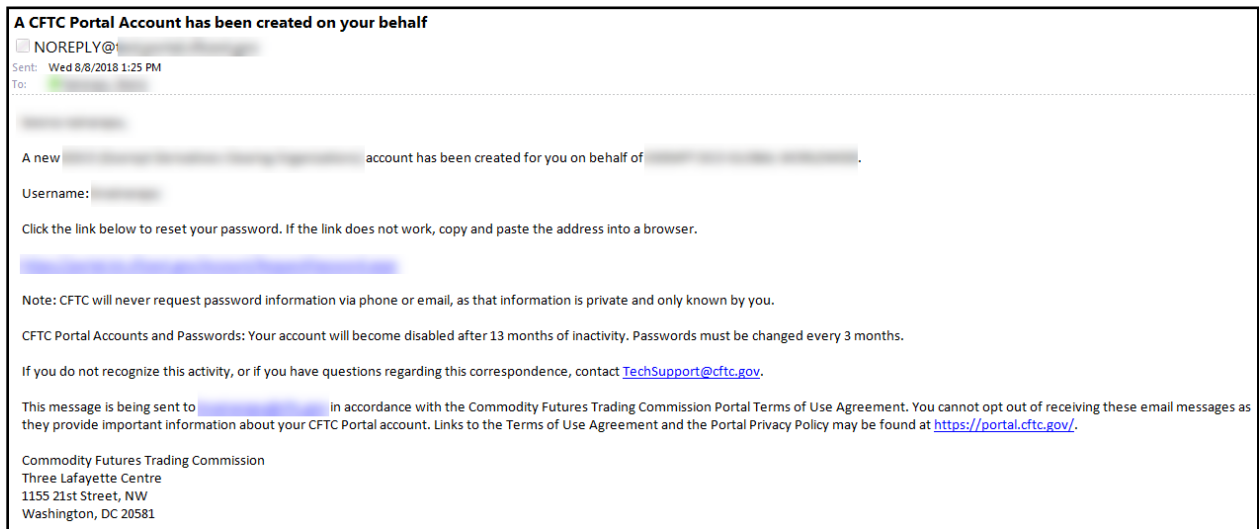 A CFTC Portal Account has been created on your behalf
NOREPLY@
Sent: Wed 8/8/2018 1:25 PM
To:
A new account has been created for you on behalf of .
Username:
Click the link below to reset your password. If the link does not work, copy and paste the address into a browser.
Note: CFTC will never request password information via phone or email, as that information is private and only known by you.
CFTC Portal Accounts and Passwords: Your account will become disabled after 13 months of inactivity. Passwords must be changed every 3 months.
If you do not recognize this activity, or if you have questions regarding this correspondence, contact TechSupport@cftc.gov.
This message is being sent to in accordance with the Commodity Futures Trading Commission Portal Terms of Use Agreement. You cannot opt out of receiving these email messages as
they provide important information about your CFTC Portal account. Links to the Terms of Use Agreement and the Portal Privacy Policy may be found at https://portal.cftc.gov/.
Commodity Futures Trading Commission
Three Lafayette Centre
1155 21st Street, NW
Washington, DC 20581